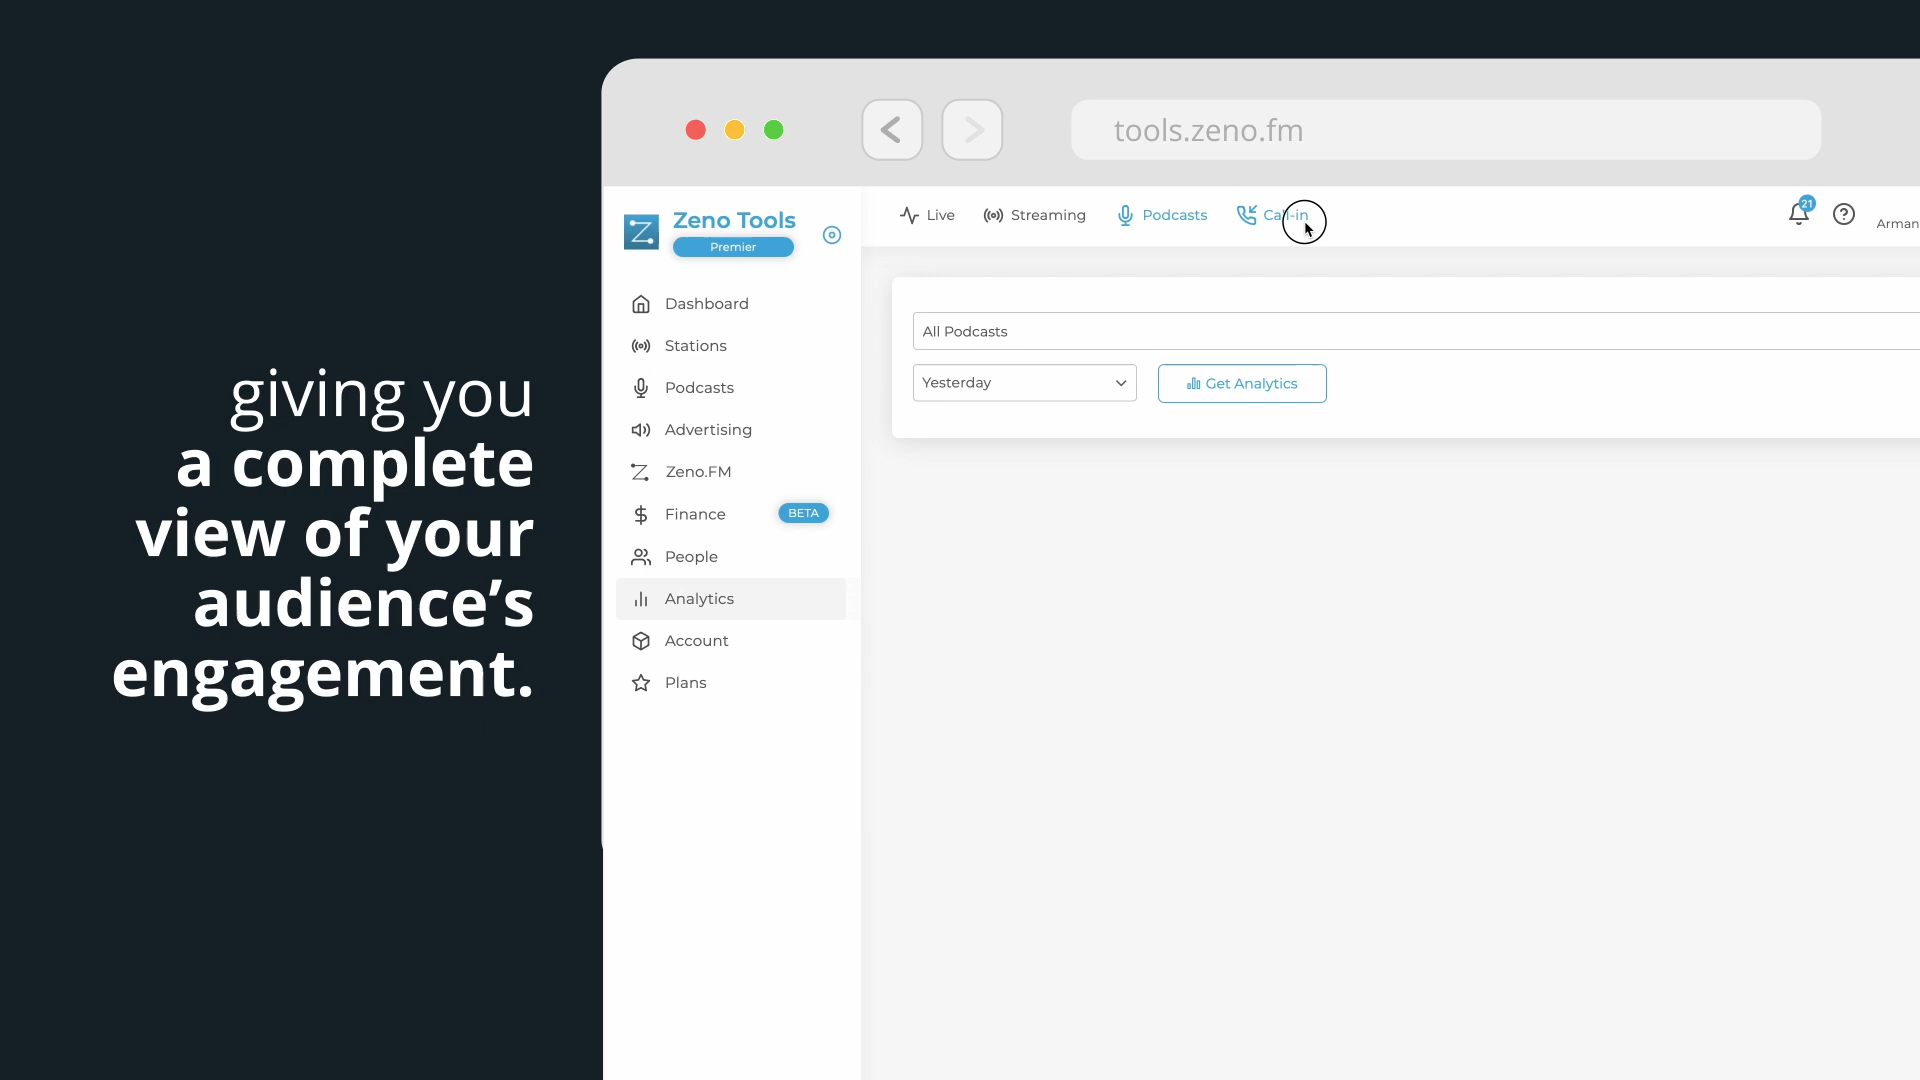 giving you
a complete
view of your
audience’s
engagement.
tools.zeno.fm
Zeno Tools
Premier
Live
Streaming
Podcasts
Call-in
21
Arman
Dashboard
Stations
Podcasts
Advertising
Zeno.FM
Finance
BETA
People
Analytics
Account
Plans
All Podcasts
Yesterday
Get Analytics